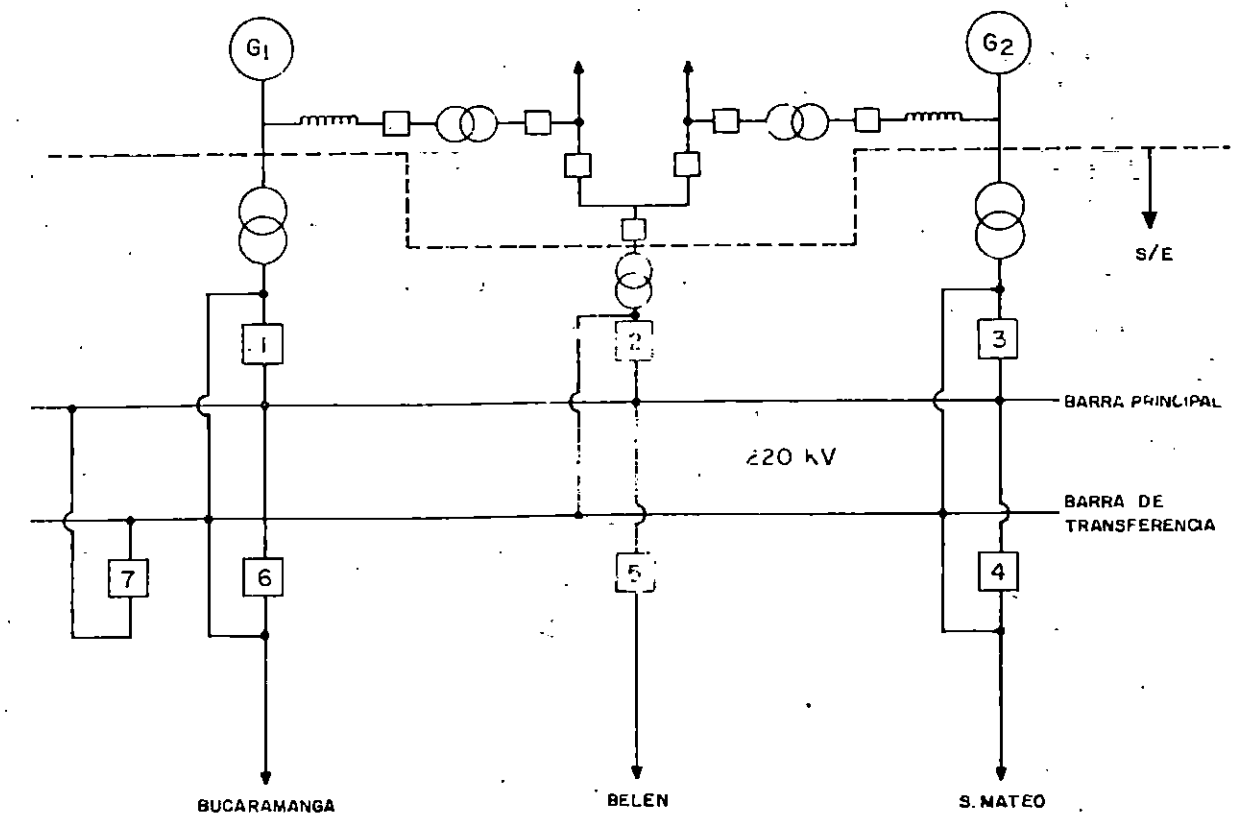 G1
G2
S/E
1
2
3
BARRA PRINCIPAL
220 kV
BARRA DE
TRANSFERENCIA
7
6
5
4
BUCARAMANGA
BELEN
S. MATEO